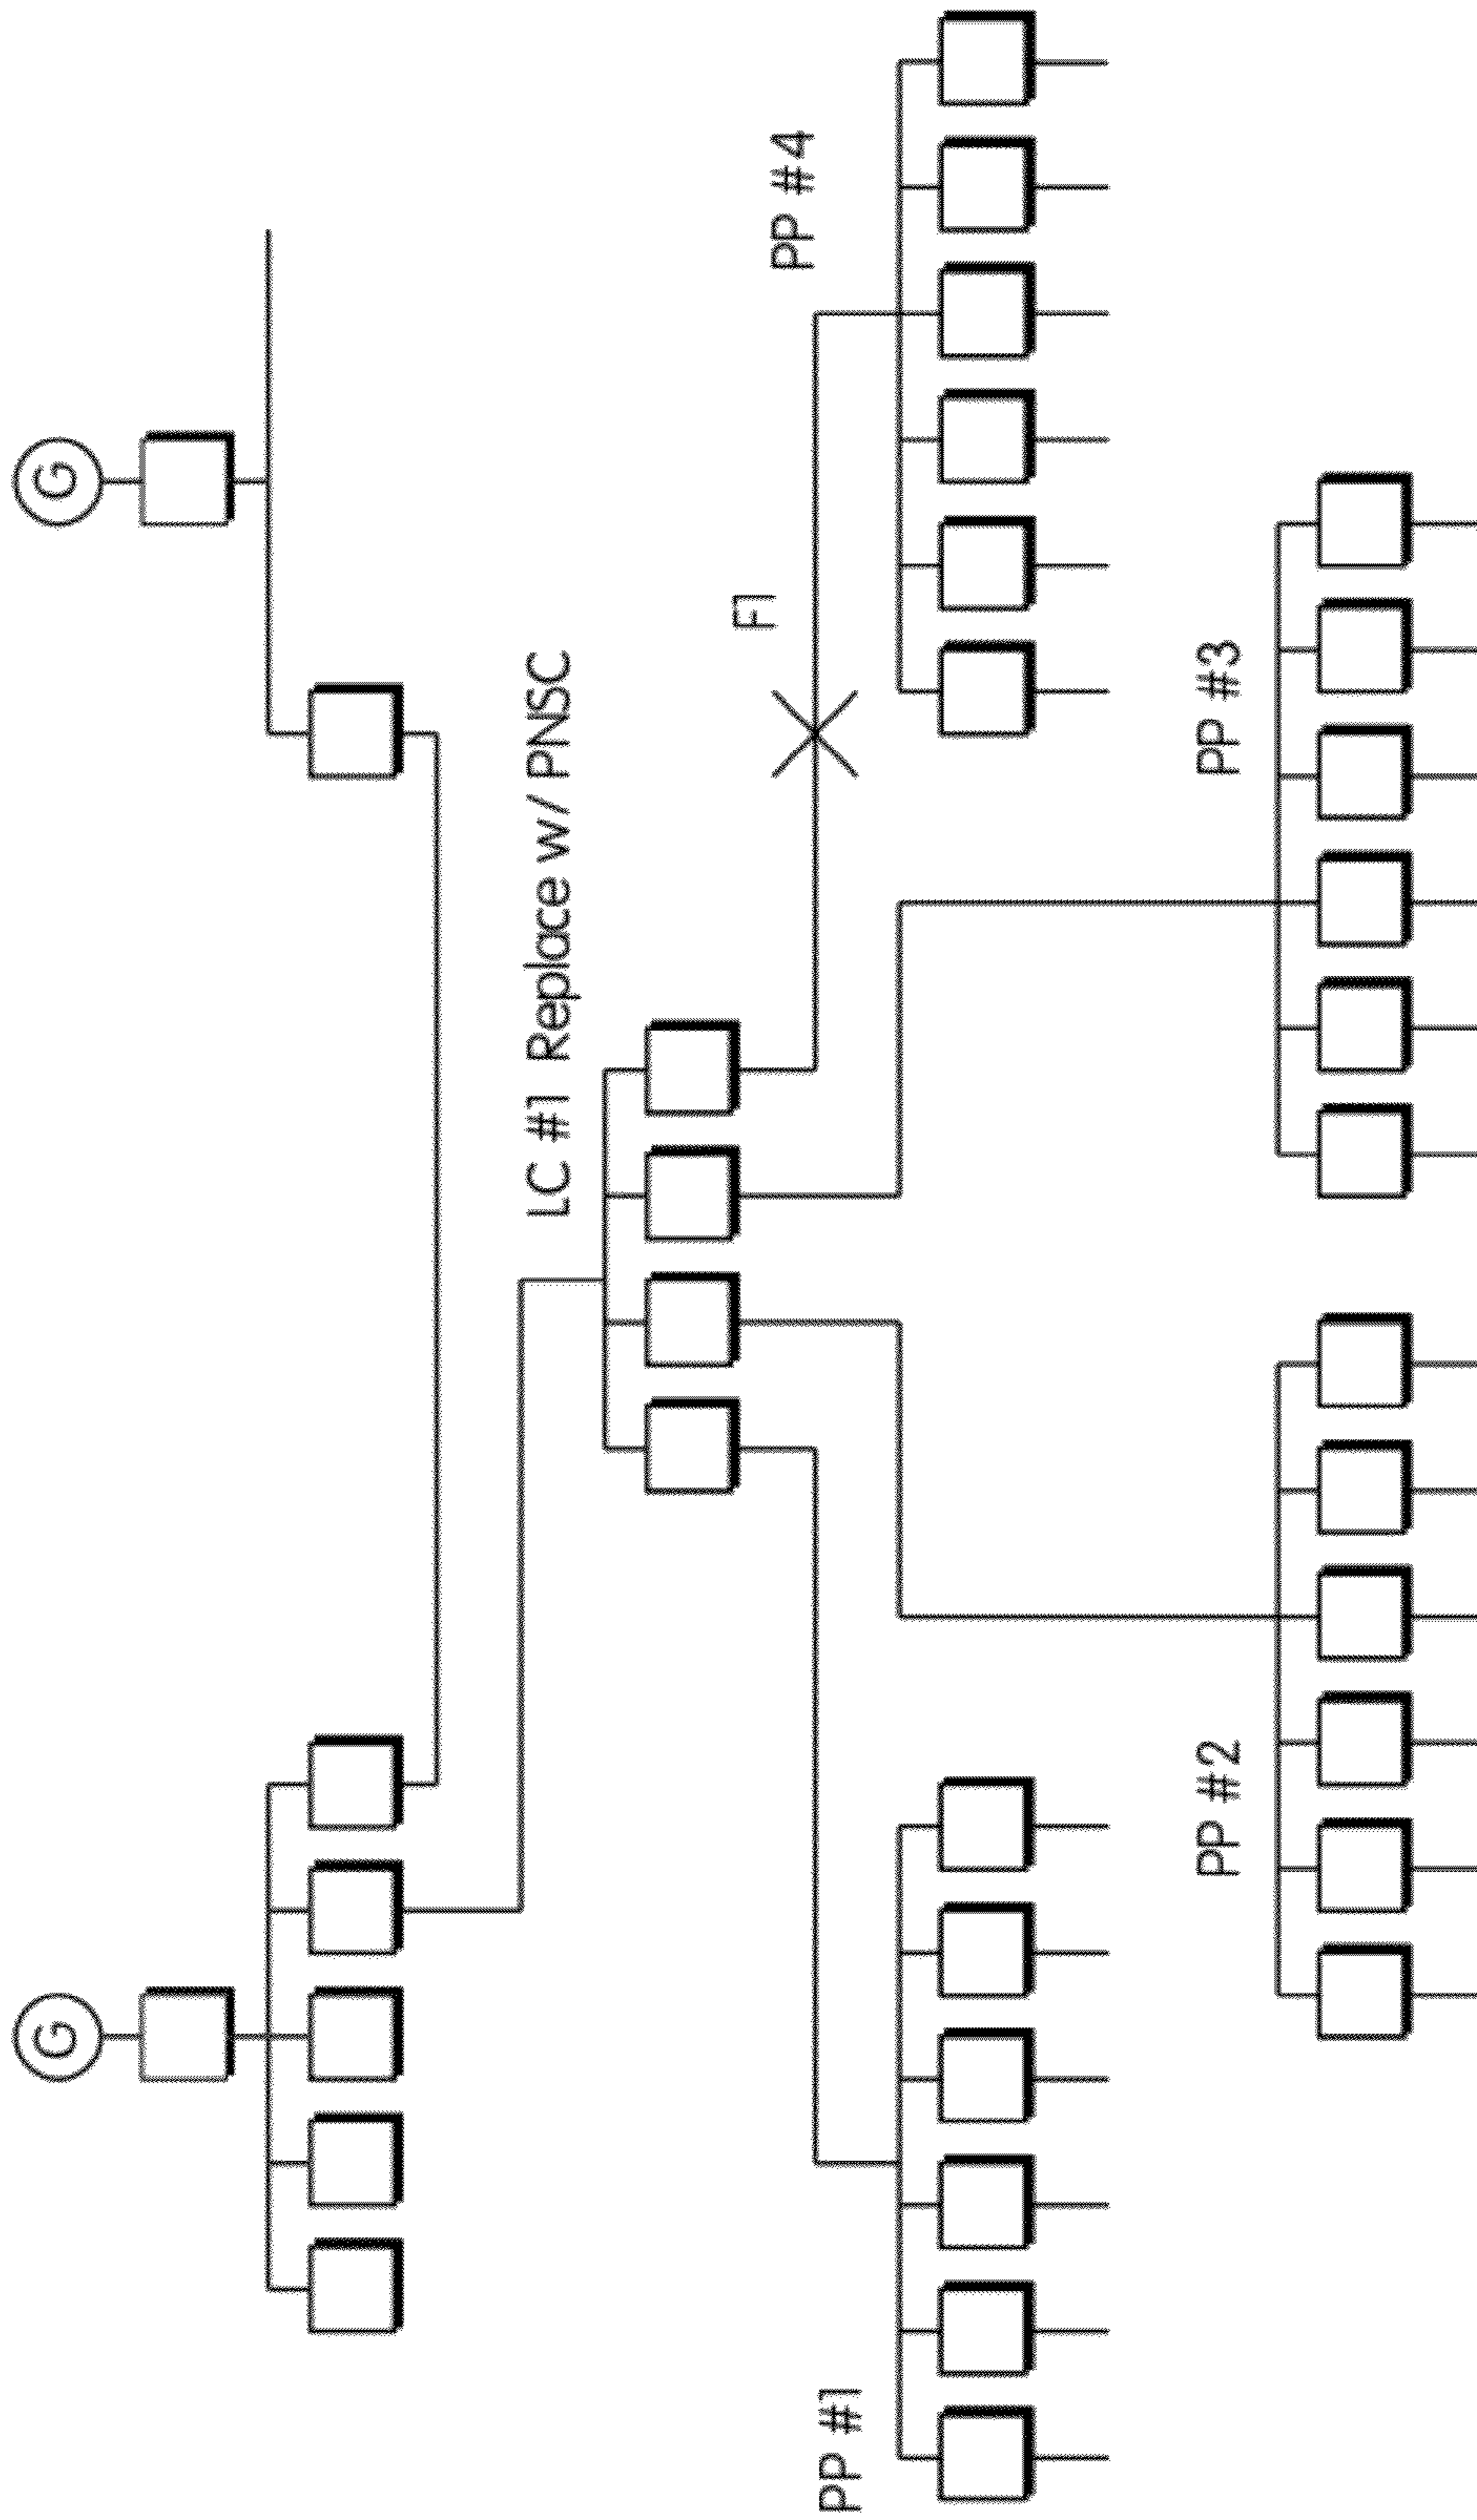 G
G
LC #1 Replace w/ PNSC
F1
PP #1
PP #4
PP #2
PP #3